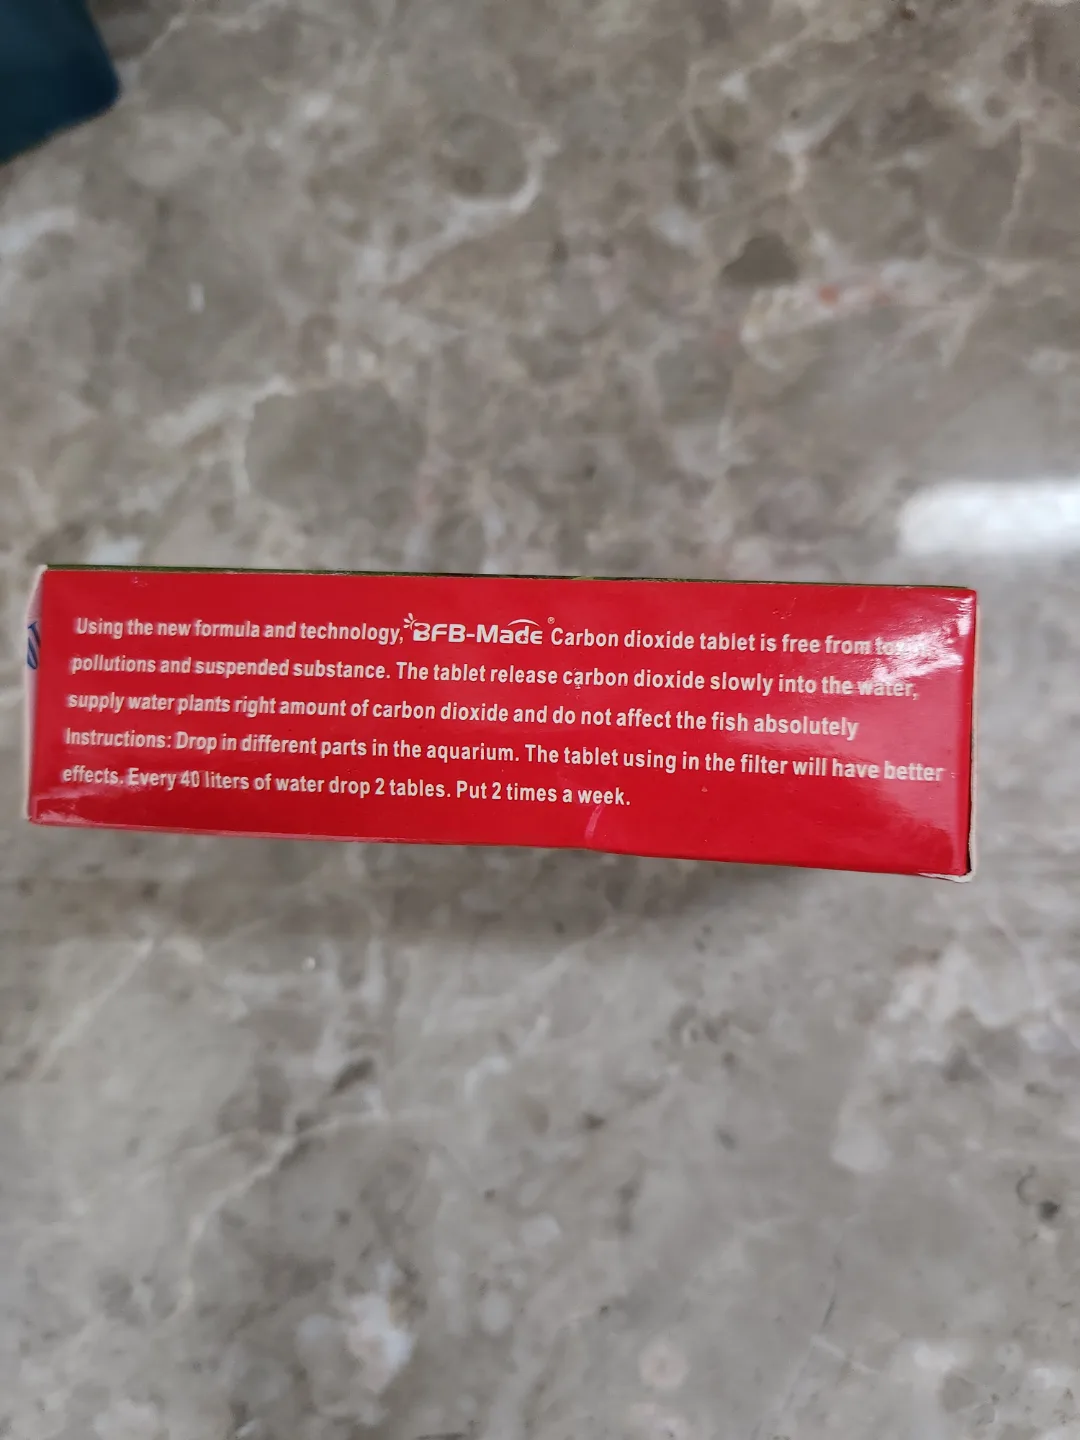 Using the new formula and technology, BFB-Made® Carbon dioxide tablet is free from
pollutions and suspended substance. The tablet release carbon dioxide slowly into the water,
supply water plants right amount of carbon dioxide and do not affect the fish absolutely
Instructions: Drop in different parts in the aquarium. The tablet using in the filter will have better
effects. Every 40 liters of water drop 2 tables. Put 2 times a week.